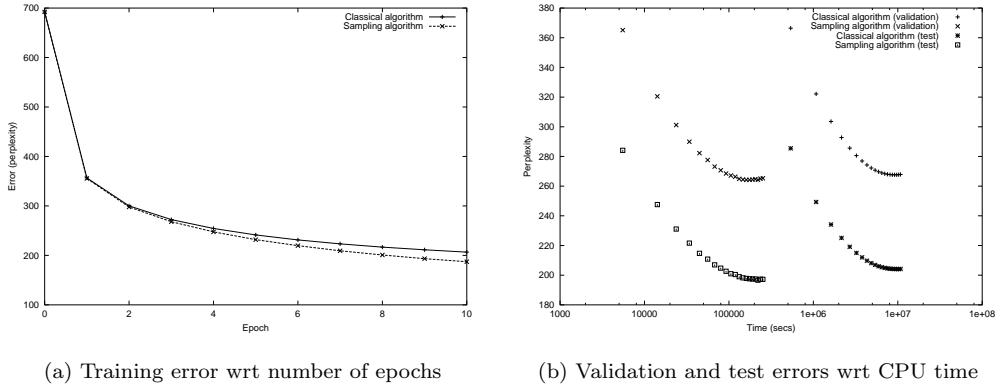 700
600
500
400
300
200
100
0
2
4
6
8
10
Error (perplexity)
Epoch
Classical algorithm
Sampling algorithm
(a) Training error wrt number of epochs
380
360
340
320
300
280
260
240
220
200
180
1000
10000
100000
1e+06
1e+07
1e+08
Perplexity
Time (secs)
Classical algorithm (validation)
Sampling algorithm (validation)
Classical algorithm (test)
Sampling algorithm (test)
(b) Validation and test errors wrt CPU time